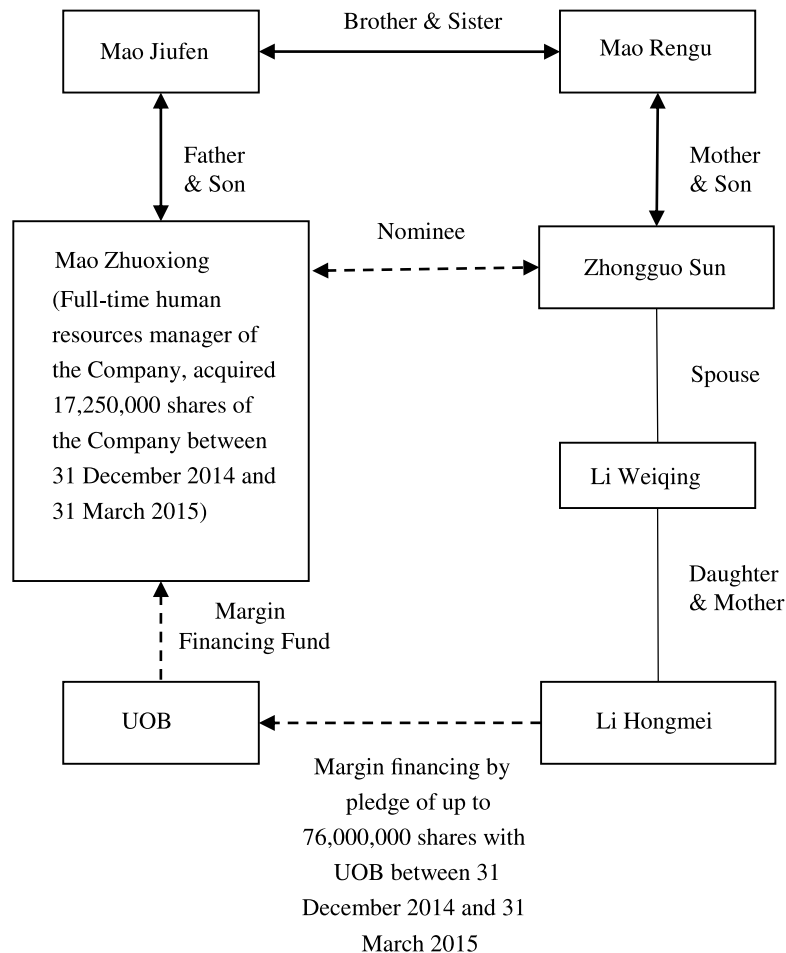 Brother & Sister
Mao Jiufen
Mao Rengu
Father
& Son
Mother
& Son
Nominee
Mao Zhuoxiong
(Full-time human
resources manager of
the Company, acquired
17,250,000 shares of
the Company between
31 December 2014 and
31 March 2015)
Zhongguo Sun
Spouse
Li Weiqing
Daughter
& Mother
Margin
Financing Fund
UOB
Li Hongmei
Margin financing by
pledge of up to
76,000,000 shares with
UOB between 31
December 2014 and 31
March 2015